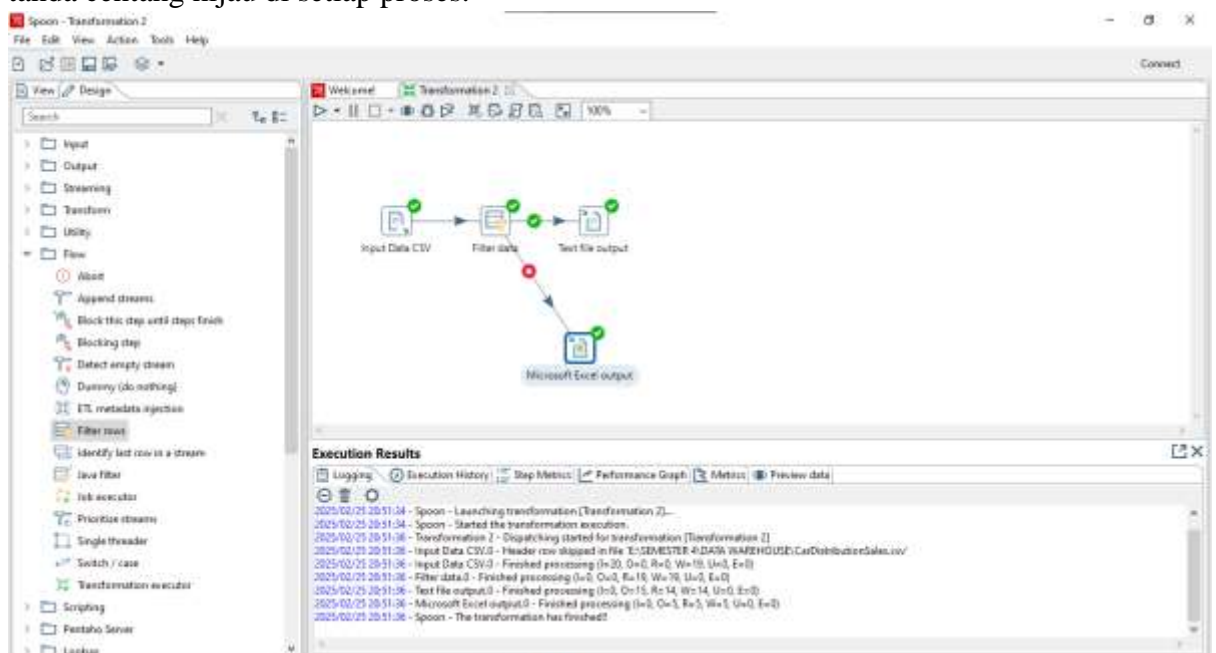 tanda centang hijau di setiap proses.
Spoon - Transformation 2
File Edit View Action Tools Help
Connect
View Design
Welcome! Transformation 2
Search
100%
Input
Output
Streaming
Transform
Utility
Flow
Abort
Append streams
Block this step until steps finish
Blocking step
Detect empty stream
Dummy (do nothing)
ETL metadata injection
Filter rows
Identify last row in a stream
Java filter
Job executor
Prioritize streams
Single threader
Switch / case
Transformation executor
Scripting
Pentaho Server
Lookup
Input Data CSV
Filter data
Text file output
Microsoft Excel output
Execution Results
Logging Execution History Step Metrics Performance Graph Metrics Preview data
2025/02/25 20:51:34 - Spoon - Launching transformation [Transformation 2]...
2025/02/25 20:51:34 - Spoon - Started the transformation execution.
2025/02/25 20:51:36 - Transformation 2 - Dispatching started for transformation [Transformation 2]
2025/02/25 20:51:36 - Input Data CSV.0 - Header row skipped in file 'E:\SEMESTER 4\DATA WAREHOUSE\CarDistributionSales.csv'
2025/02/25 20:51:36 - Input Data CSV.0 - Finished processing (I=20, O=0, R=0, W=19, U=0, E=0)
2025/02/25 20:51:36 - Filter data.0 - Finished processing (I=0, O=0, R=19, W=19, U=0, E=0)
2025/02/25 20:51:36 - Text file output.0 - Finished processing (I=0, O=15, R=14, W=14, U=0, E=0)
2025/02/25 20:51:36 - Microsoft Excel output.0 - Finished processing (I=0, O=5, R=5, W=5, U=0, E=0)
2025/02/25 20:51:36 - Spoon - The transformation has finished!!